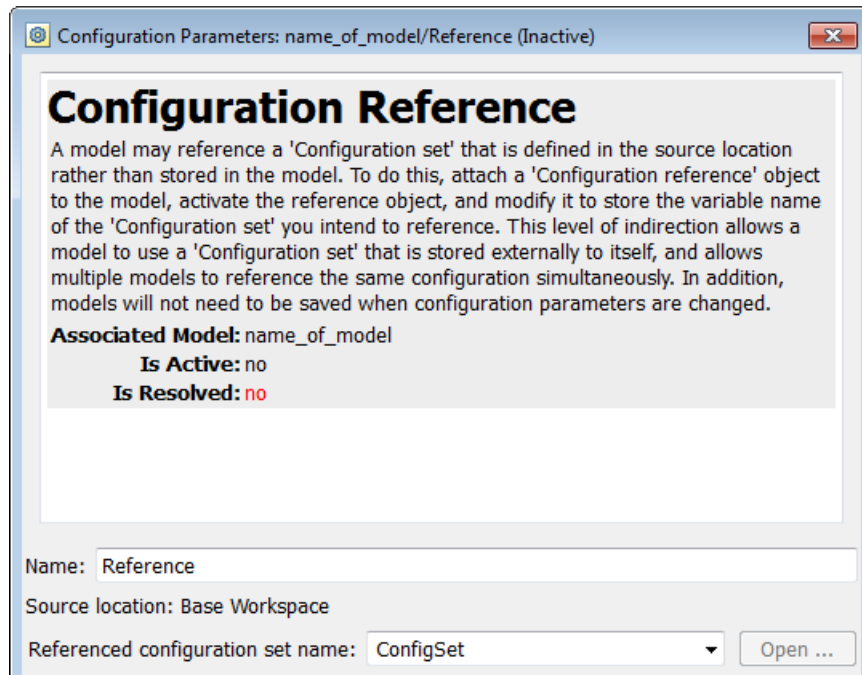 Configuration Parameters: name_of_model/Reference (Inactive)
Configuration Reference
A model may reference a 'Configuration set' that is defined in the source location
rather than stored in the model. To do this, attach a 'Configuration reference' object
to the model, activate the reference object, and modify it to store the variable name
of the 'Configuration set' you intend to reference. This level of indirection allows a
model to use a 'Configuration set' that is stored externally to itself, and allows
multiple models to reference the same configuration simultaneously. In addition,
models will not need to be saved when configuration parameters are changed.
Associated Model: name_of_model
Is Active: no
Is Resolved: no
Name: Reference
Source location: Base Workspace
Referenced configuration set name: ConfigSet Open ...